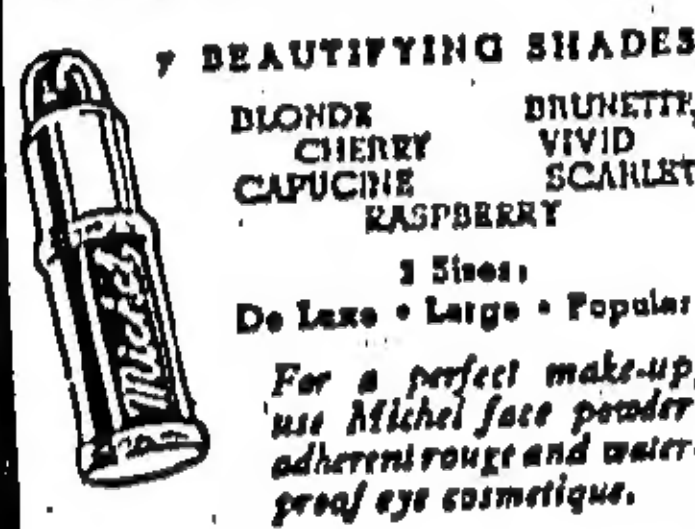 7 BEAUTIFYING SHADES
BLONDE BRUNETTE
CHERRY VIVID
CAPUCINE SCARLET
RASPBERRY
3 Sizes:
De Luxe • Large • Popular
Michel
For a perfect make-up,
use Michel face powder
adherent rouge and water-
proof eye cosmetique.